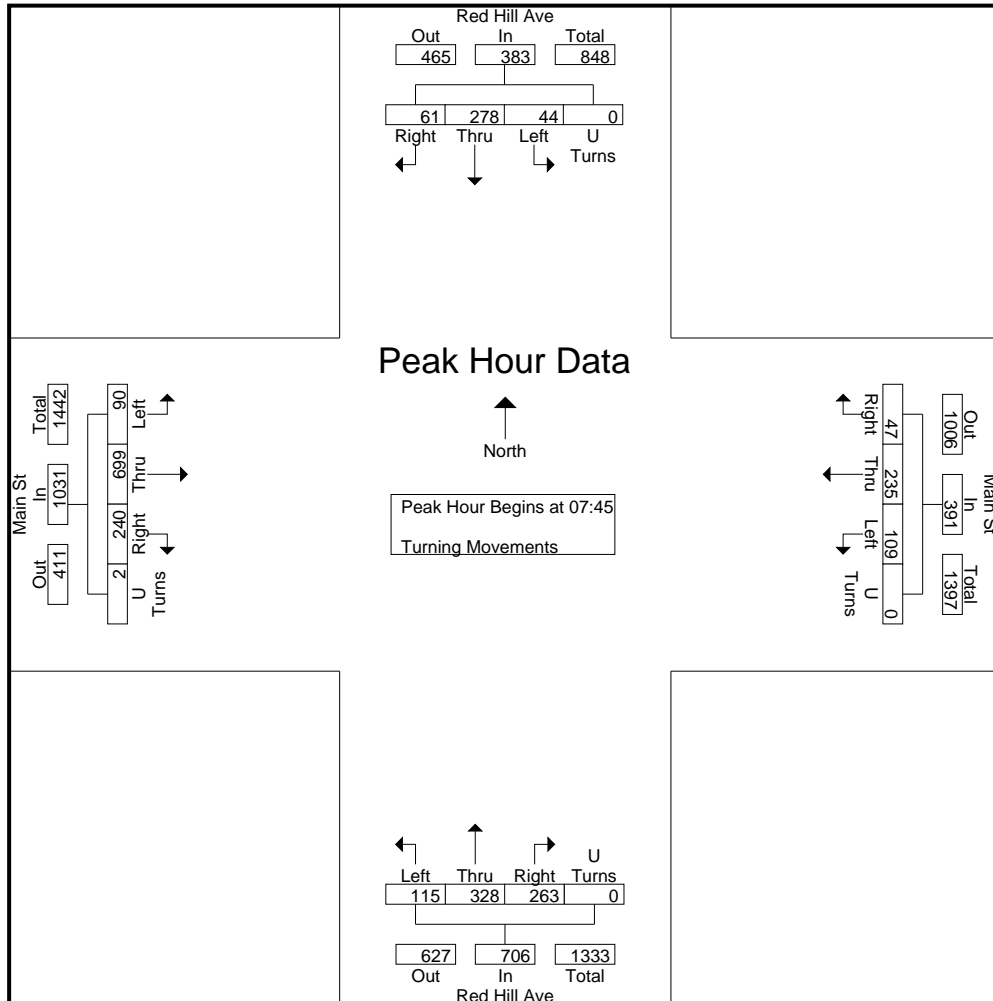 Red Hill Ave
Out In Total
465 383 848
61 278 44 0
Right Thru Left U Turns
Peak Hour Data
North
Peak Hour Begins at 07:45
Turning Movements
Main St
Total In Out
1442 1031 411
90 699 240 2
Left Thru Right U Turns
Right Thru Left U Turns
47 235 109 0
Out In Total
1006 391 1397
Main St
Left Thru Right U Turns
115 328 263 0
627 706 1333
Out In Total
Red Hill Ave